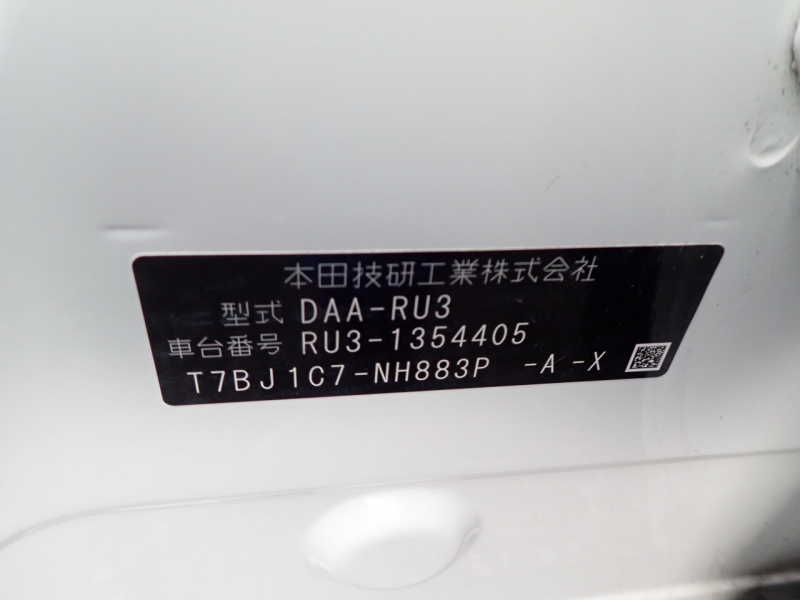 本田技研工業株式会社
型式 DAA-RU3
車台番号 RU3-1354405
T7BJ1C7-NH883P -A -X